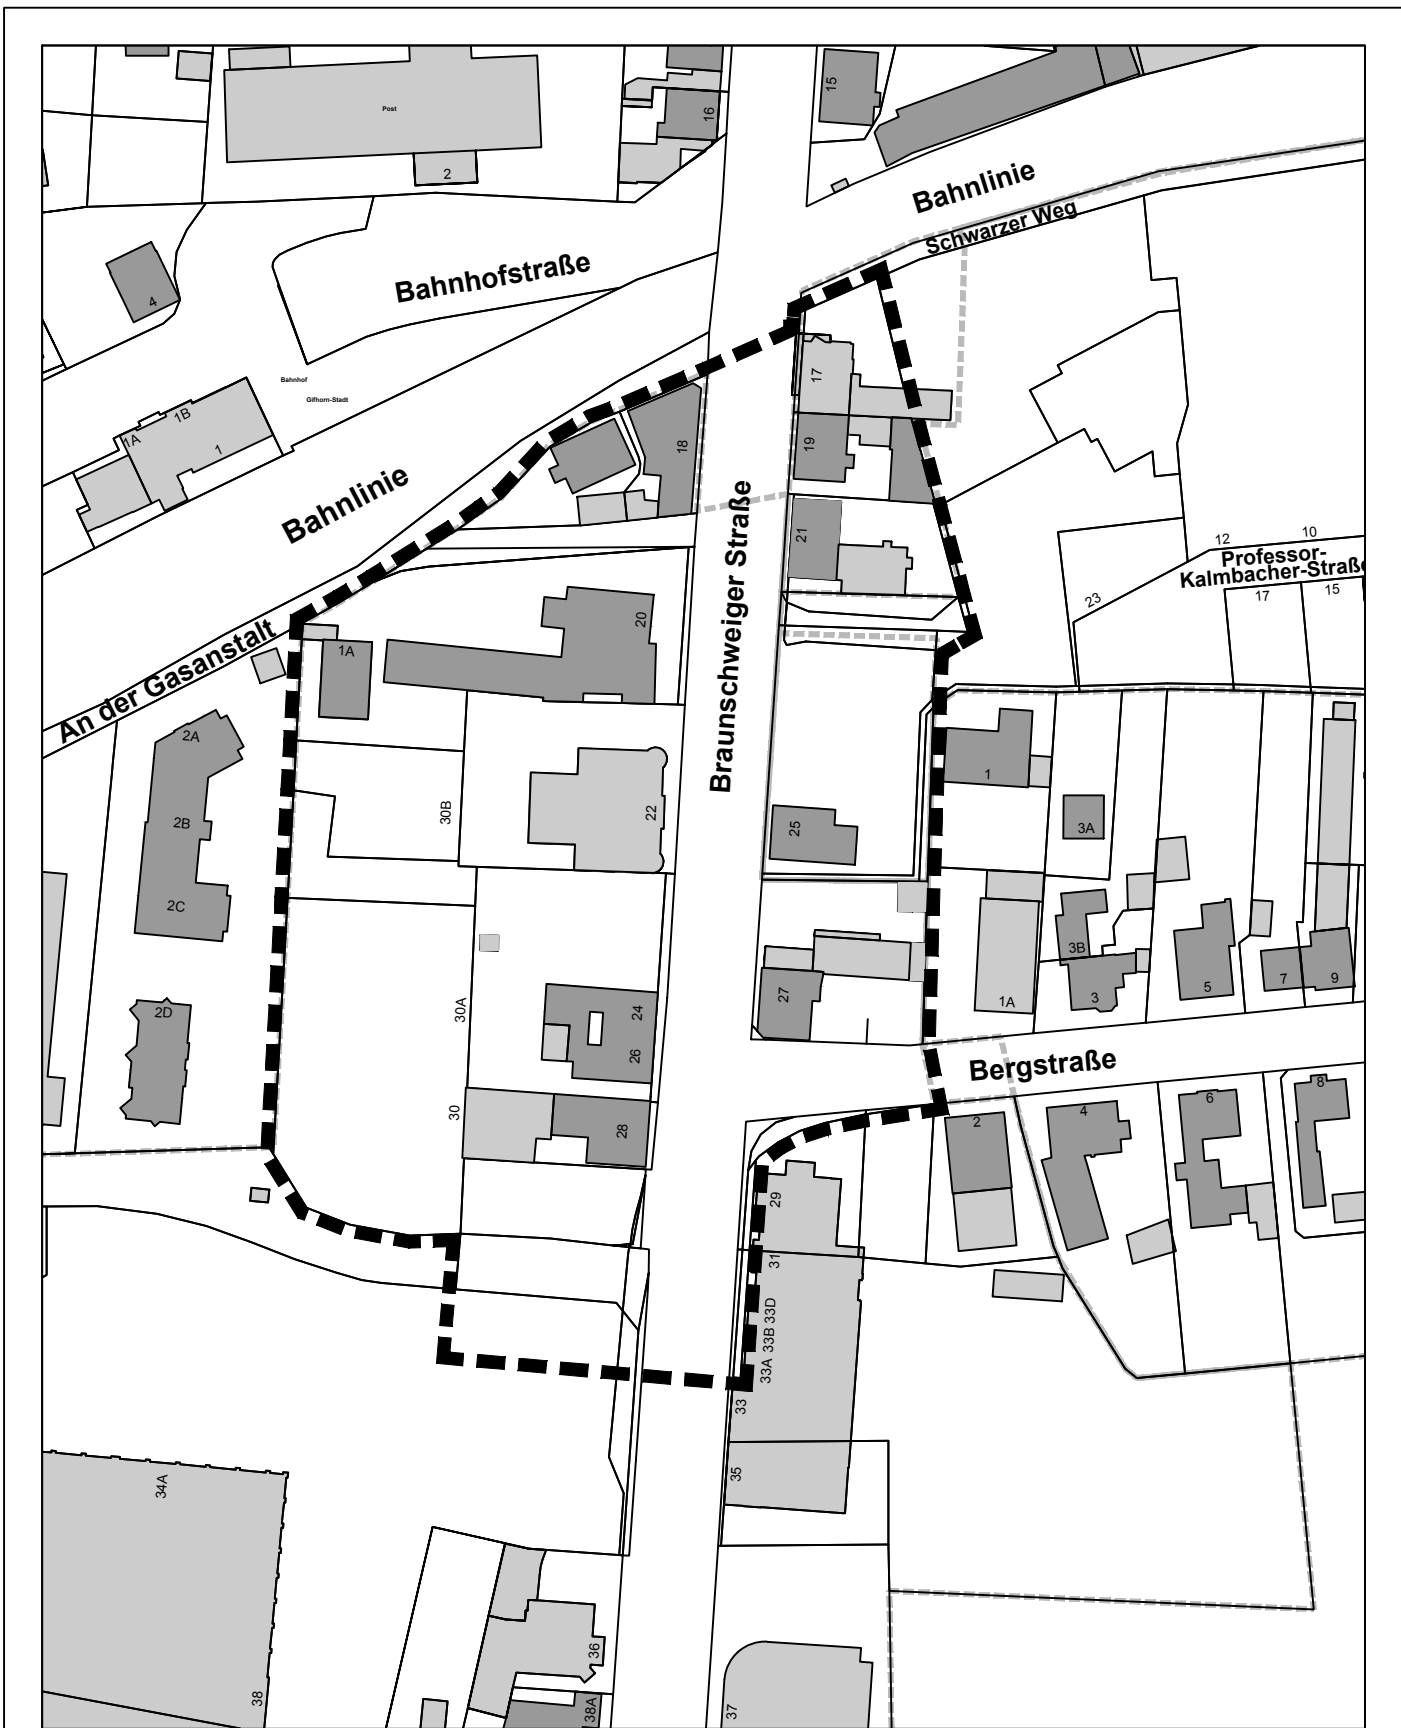 Post
2
16
15
Bahnlinie
Schwarzer Weg
Bahnhofstraße
4
Bahnhof
Gifhorn-Stadt
1A
1B
1
Bahnlinie
18
17
19
21
Braunschweiger Straße
12
10
Professor-
Kalmbacher-Straße
23
17
15
An der Gasanstalt
1A
20
2A
2B
2C
2D
30B
22
25
1
3A
30A
24
26
27
1A
3B
3
5
7
9
Bergstraße
30
28
2
4
6
8
29
31
33D
33B
33A
33
35
34A
38
36
38A
37